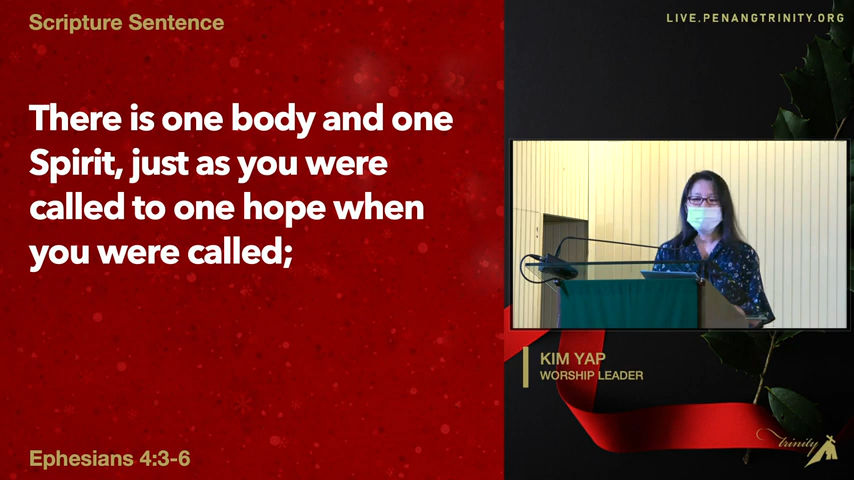 Scripture Sentence
There is one body and one
Spirit, just as you were
called to one hope when
you were called;
Ephesians 4:3-6
LIVE.PENANGTRINITY.ORG
KIM YAP
WORSHIP LEADER
trinity